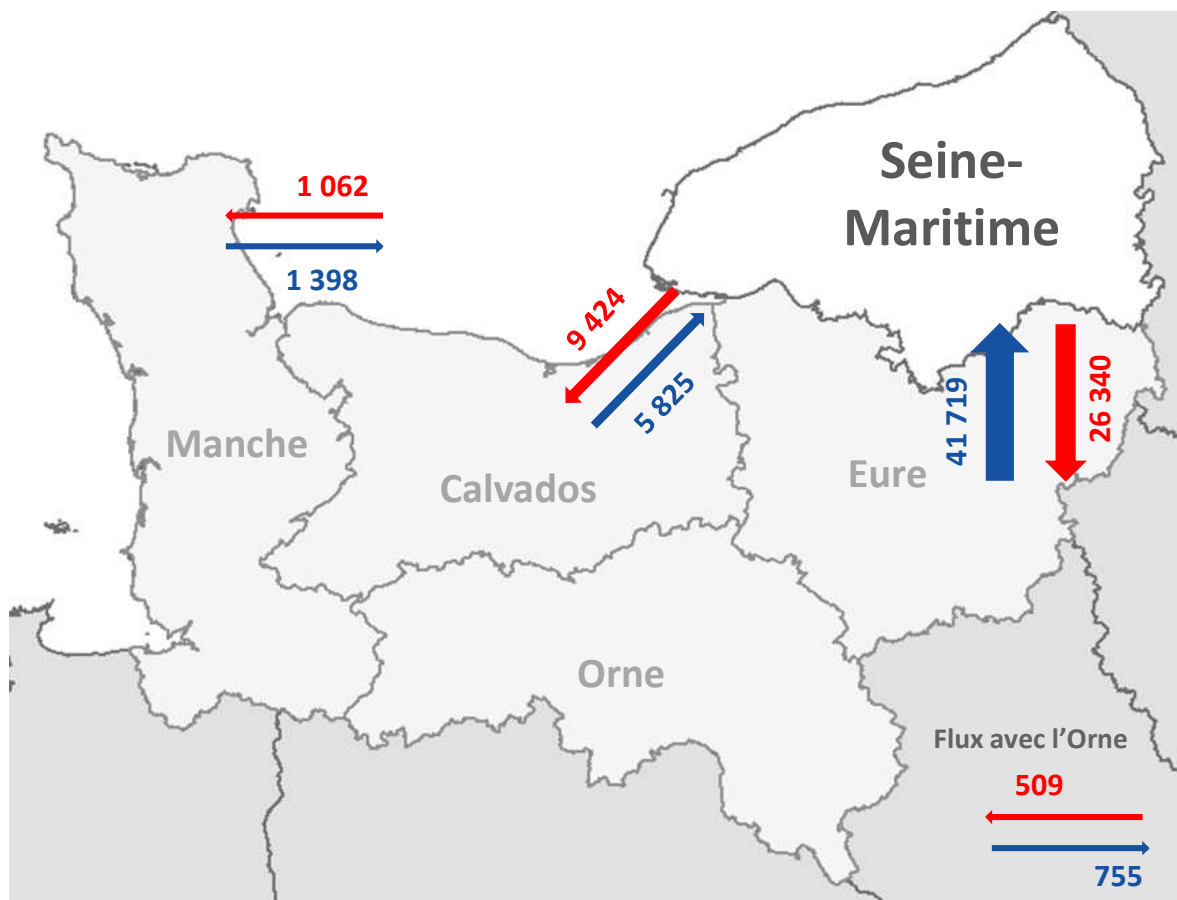 Seine-
Maritime
1 062
1 398
9 424
5 825
41 719
26 340
Manche
Calvados
Eure
Orne
Flux avec l’Orne
509
755